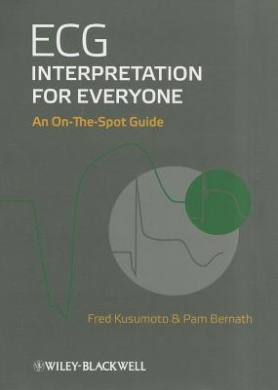 ECG
INTERPRETATION
FOR EVERYONE
An On-The-Spot Guide
Fred Kusumoto & Pam Bernath
WILEY-BLACKWELL